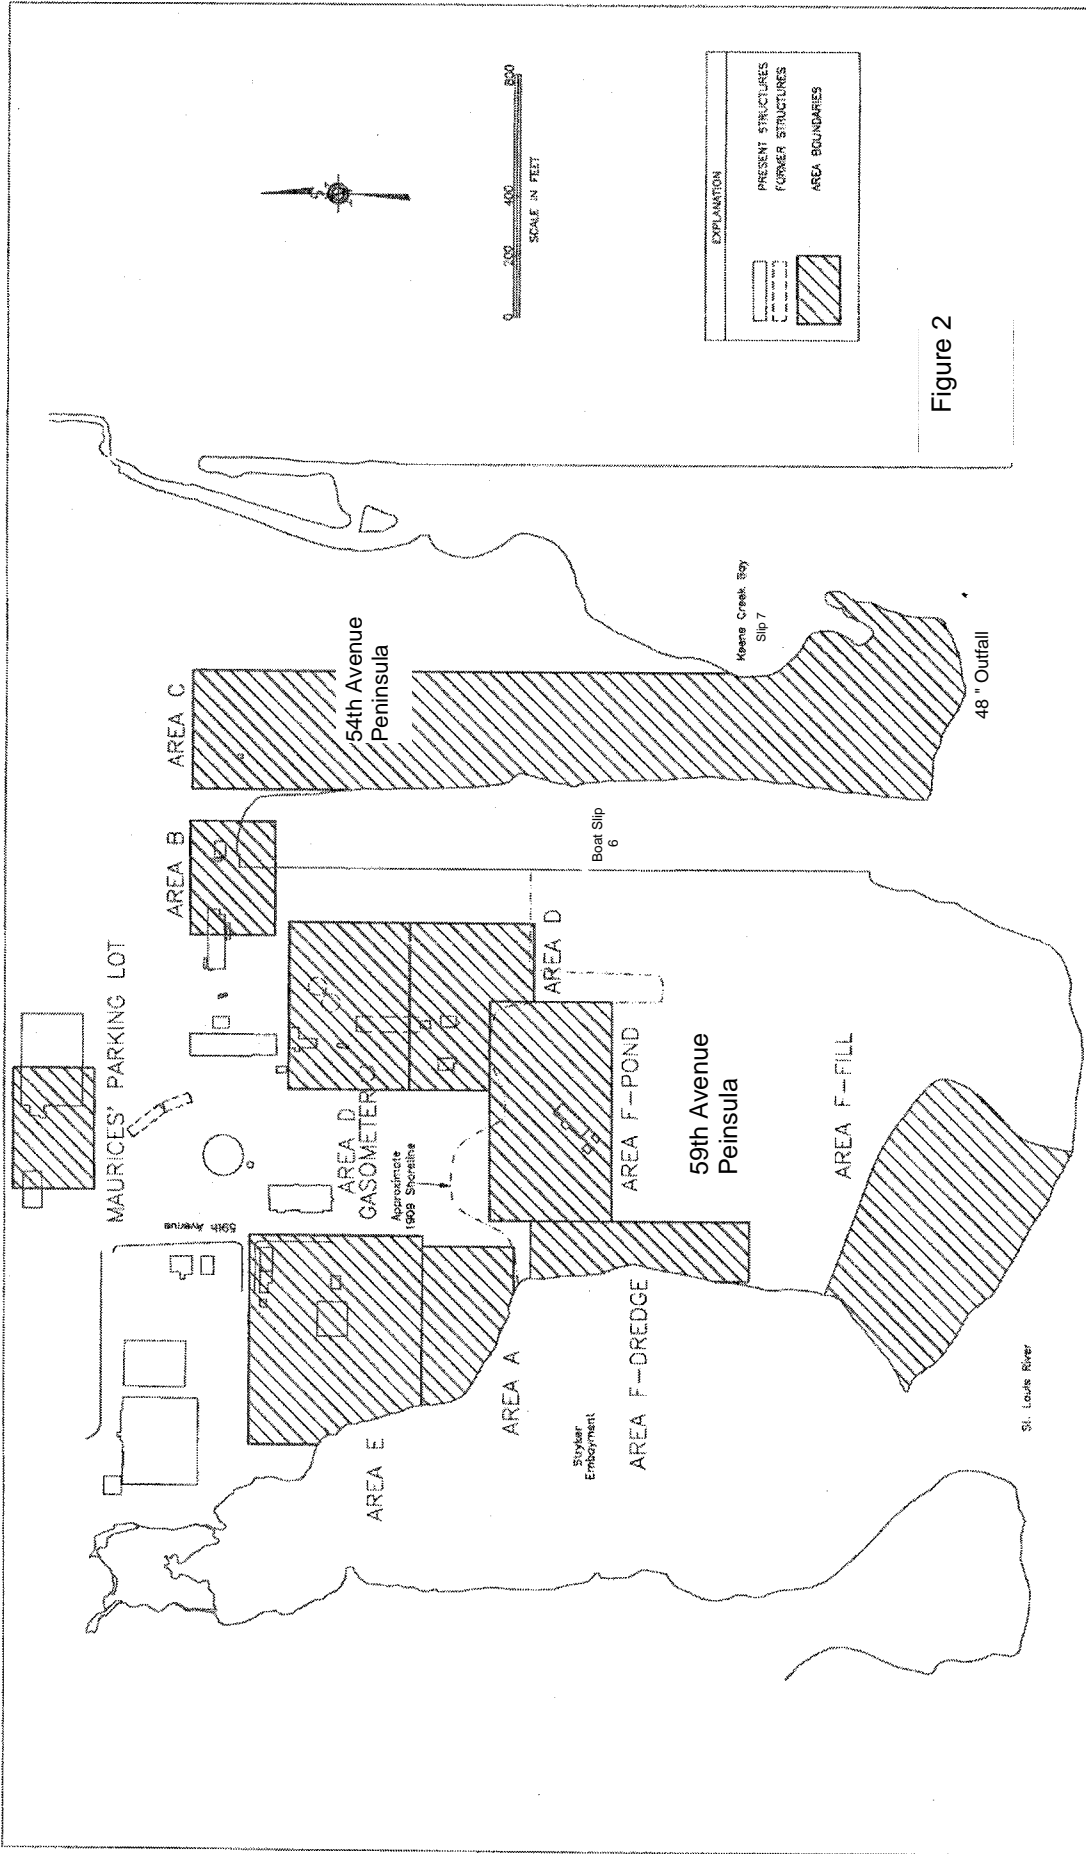 MAURICES' PARKING LOT
AREA B
AREA C
59th Avenue
54th Avenue
Peninsula
AREA D
GASOMETER
Approximate
1909 Shoreline
AREA E
AREA A
AREA D
Boat Slip
6
Stryker
Embayment
AREA F-DREDGE
AREA F-POND
59th Avenue
Peinsula
Keene Creek Bay
Slip 7
AREA F-FILL
48 " Outfall
St. Louis River
0 200 400 800
SCALE IN FEET
EXPLANATION
PRESENT STRUCTURES
FORMER STRUCTURES
AREA BOUNDARIES
Figure 2